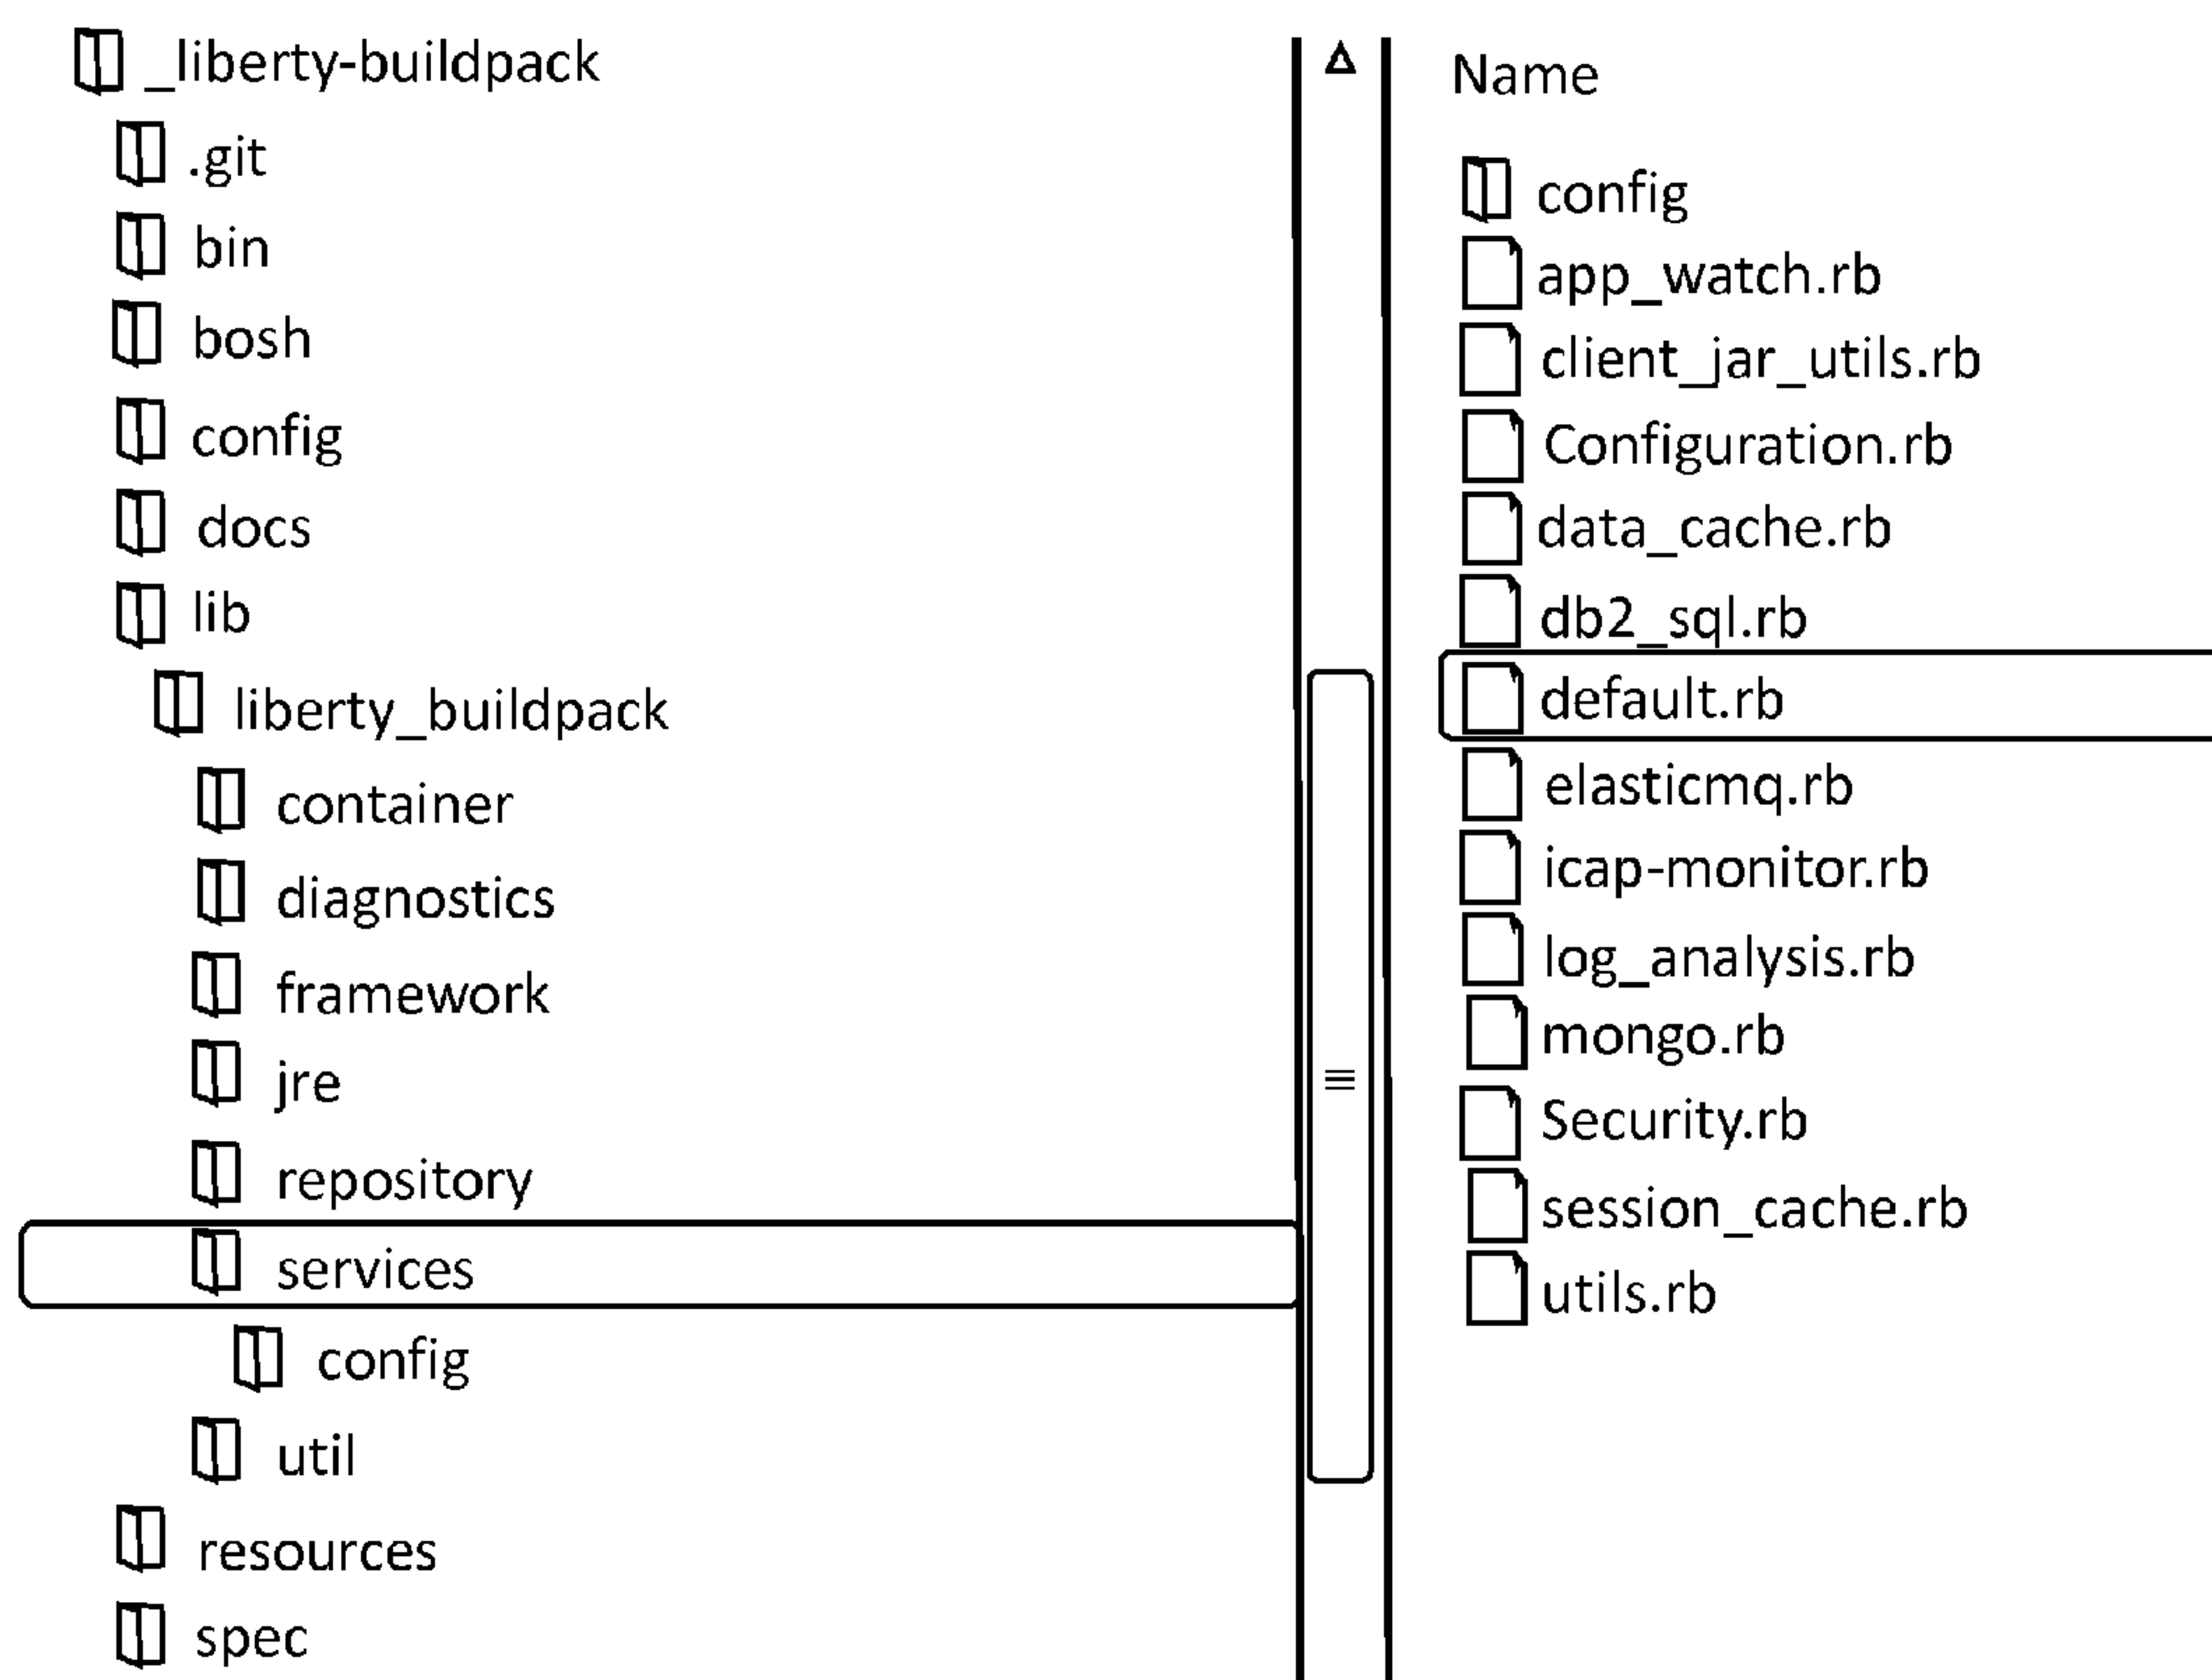 _liberty-buildpack
.git
bin
bosh
config
docs
lib
liberty_buildpack
container
diagnostics
framework
jre
repository
services
config
util
resources
spec
Name
config
app_watch.rb
client_jar_utils.rb
Configuration.rb
data_cache.rb
db2_sql.rb
default.rb
elasticmq.rb
icap-monitor.rb
log_analysis.rb
mongo.rb
Security.rb
session_cache.rb
utils.rb